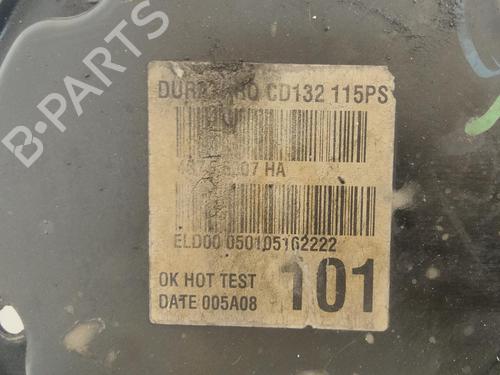 B-PARTS
CD132 115PS
07 HA
ELD00 050105162222
OK HOT TEST
DATE 005A08
101